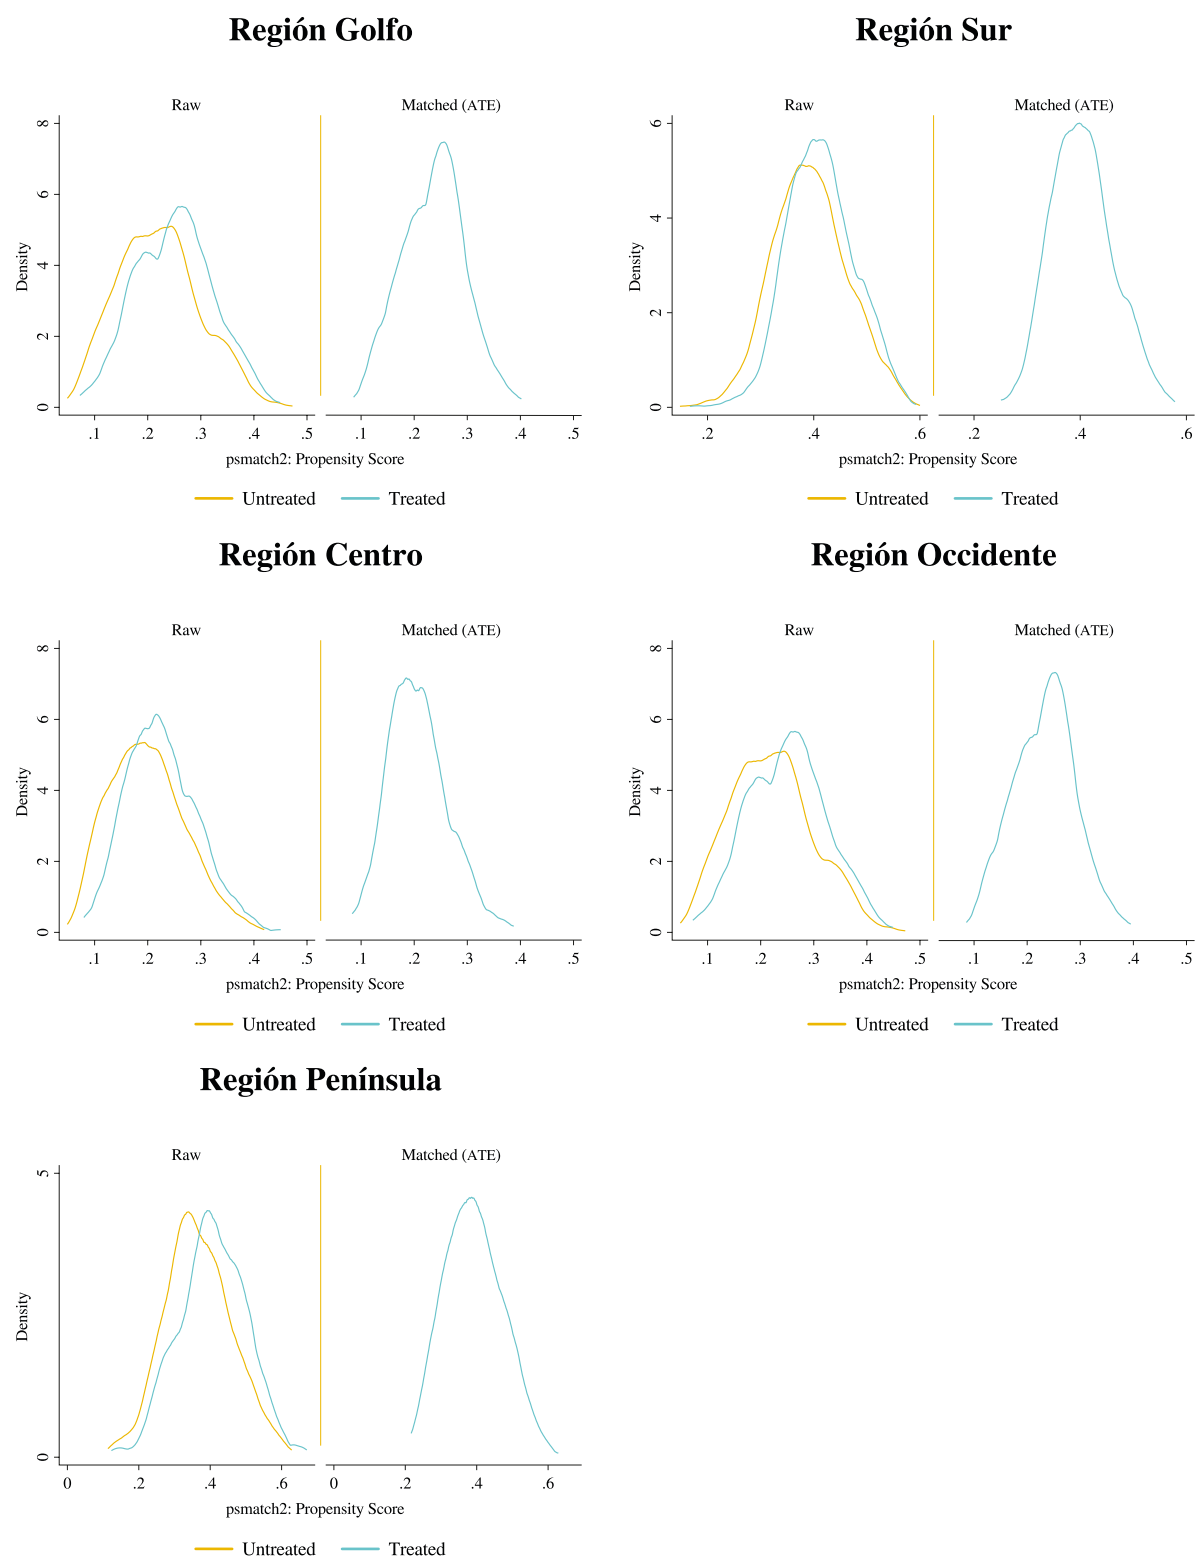 Región Golfo
Raw
Matched (ATE)
Density
0 2 4 6 8
.1 .2 .3 .4 .5
.1 .2 .3 .4 .5
psmatch2: Propensity Score
Untreated Treated
Región Sur
Raw
Matched (ATE)
Density
0 2 4 6
.2 .4 .6
.2 .4 .6
psmatch2: Propensity Score
Untreated Treated
Región Centro
Raw
Matched (ATE)
Density
0 2 4 6 8
.1 .2 .3 .4 .5
.1 .2 .3 .4 .5
psmatch2: Propensity Score
Untreated Treated
Región Occidente
Raw
Matched (ATE)
Density
0 2 4 6 8
.1 .2 .3 .4 .5
.1 .2 .3 .4 .5
psmatch2: Propensity Score
Untreated Treated
Región Península
Raw
Matched (ATE)
Density
0 5
0 .2 .4 .6
0 .2 .4 .6
psmatch2: Propensity Score
Untreated Treated